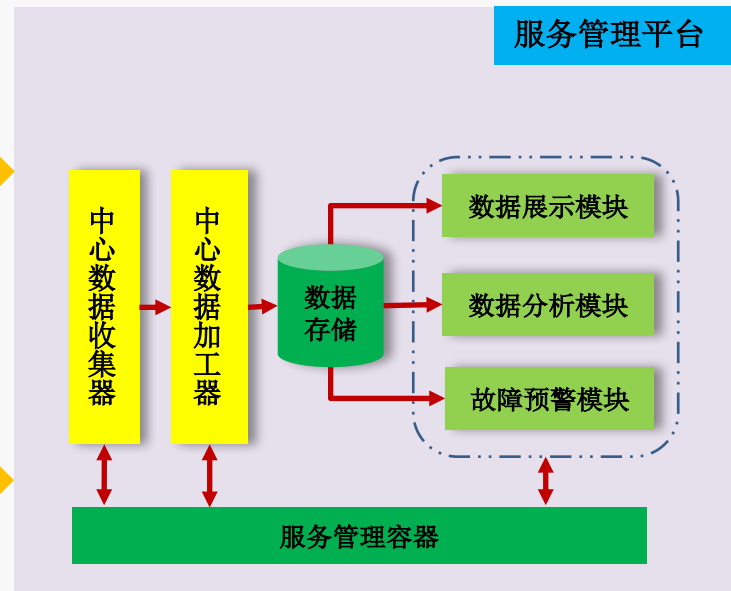 服务管理平台
中心数据收集器
中心数据加工器
数据
存储
数据展示模块
数据分析模块
故障预警模块
服务管理容器